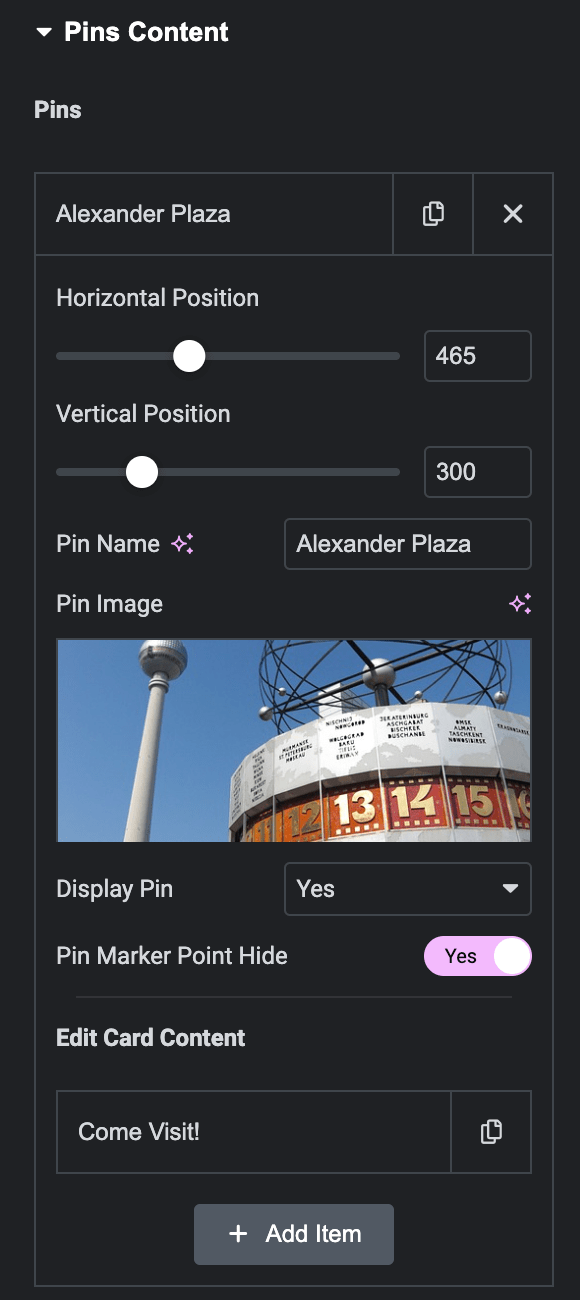 Pins Content
Pins
Alexander Plaza
Horizontal Position
465
Vertical Position
300
Pin Name
Alexander Plaza
Pin Image
NISCHNIJ
NOWGOROD
WOLGOGRAD
BAKU
TIFLIS
ERIWAN
MURMANSK
ST. PETERSBURG
MOSKAU
JEKATERINBURG
ASCHGABAT
BISCHKEK
DUSCHANBE
OMSK
ALMATY
TASCHKENT
NOWOSIBIRSK
12 13 14 15 16
Display Pin
Yes
Pin Marker Point Hide
Yes
Edit Card Content
Come Visit!
+ Add Item